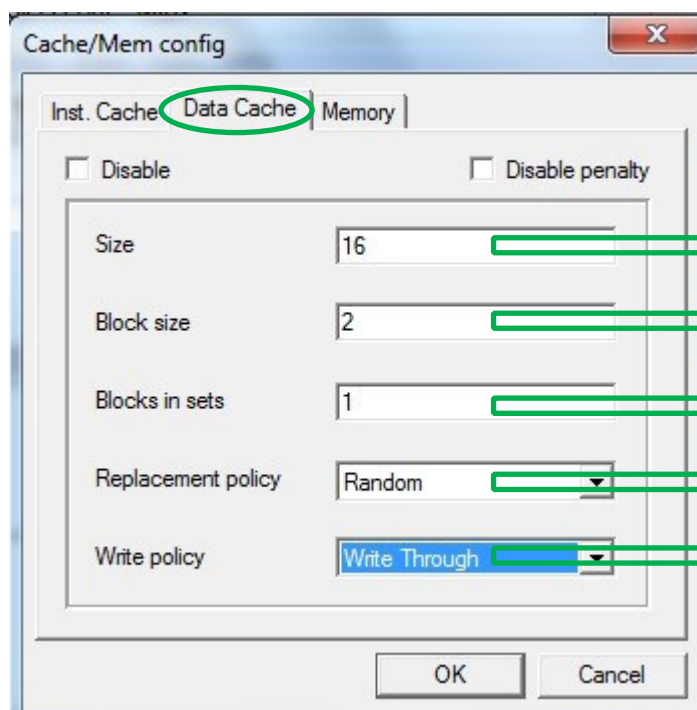 Cache/Mem config
Inst. Cache Data Cache Memory
Disable Disable penalty
Size 16
Block size 2
Blocks in sets 1
Replacement policy Random
Write policy Write Through
OK Cancel